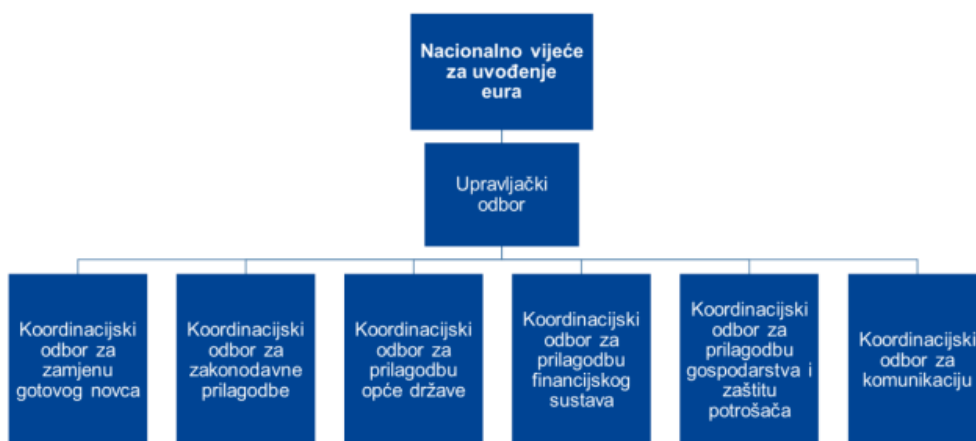 Nacionalno vijeće
za uvođenje
eura
Upravljački
odbor
Koordinacijski
odbor za
zamjenu
gotovog novca
Koordinacijski
odbor za
zakonodavne
prilagodbe
Koordinacijski
odbor za
prilagodbu
opće države
Koordinacijski
odbor za
prilagodbu
financijskog
sustava
Koordinacijski
odbor za
prilagodbu
gospodarstva i
zaštitu
potrošača
Koordinacijski
odbor za
komunikaciju